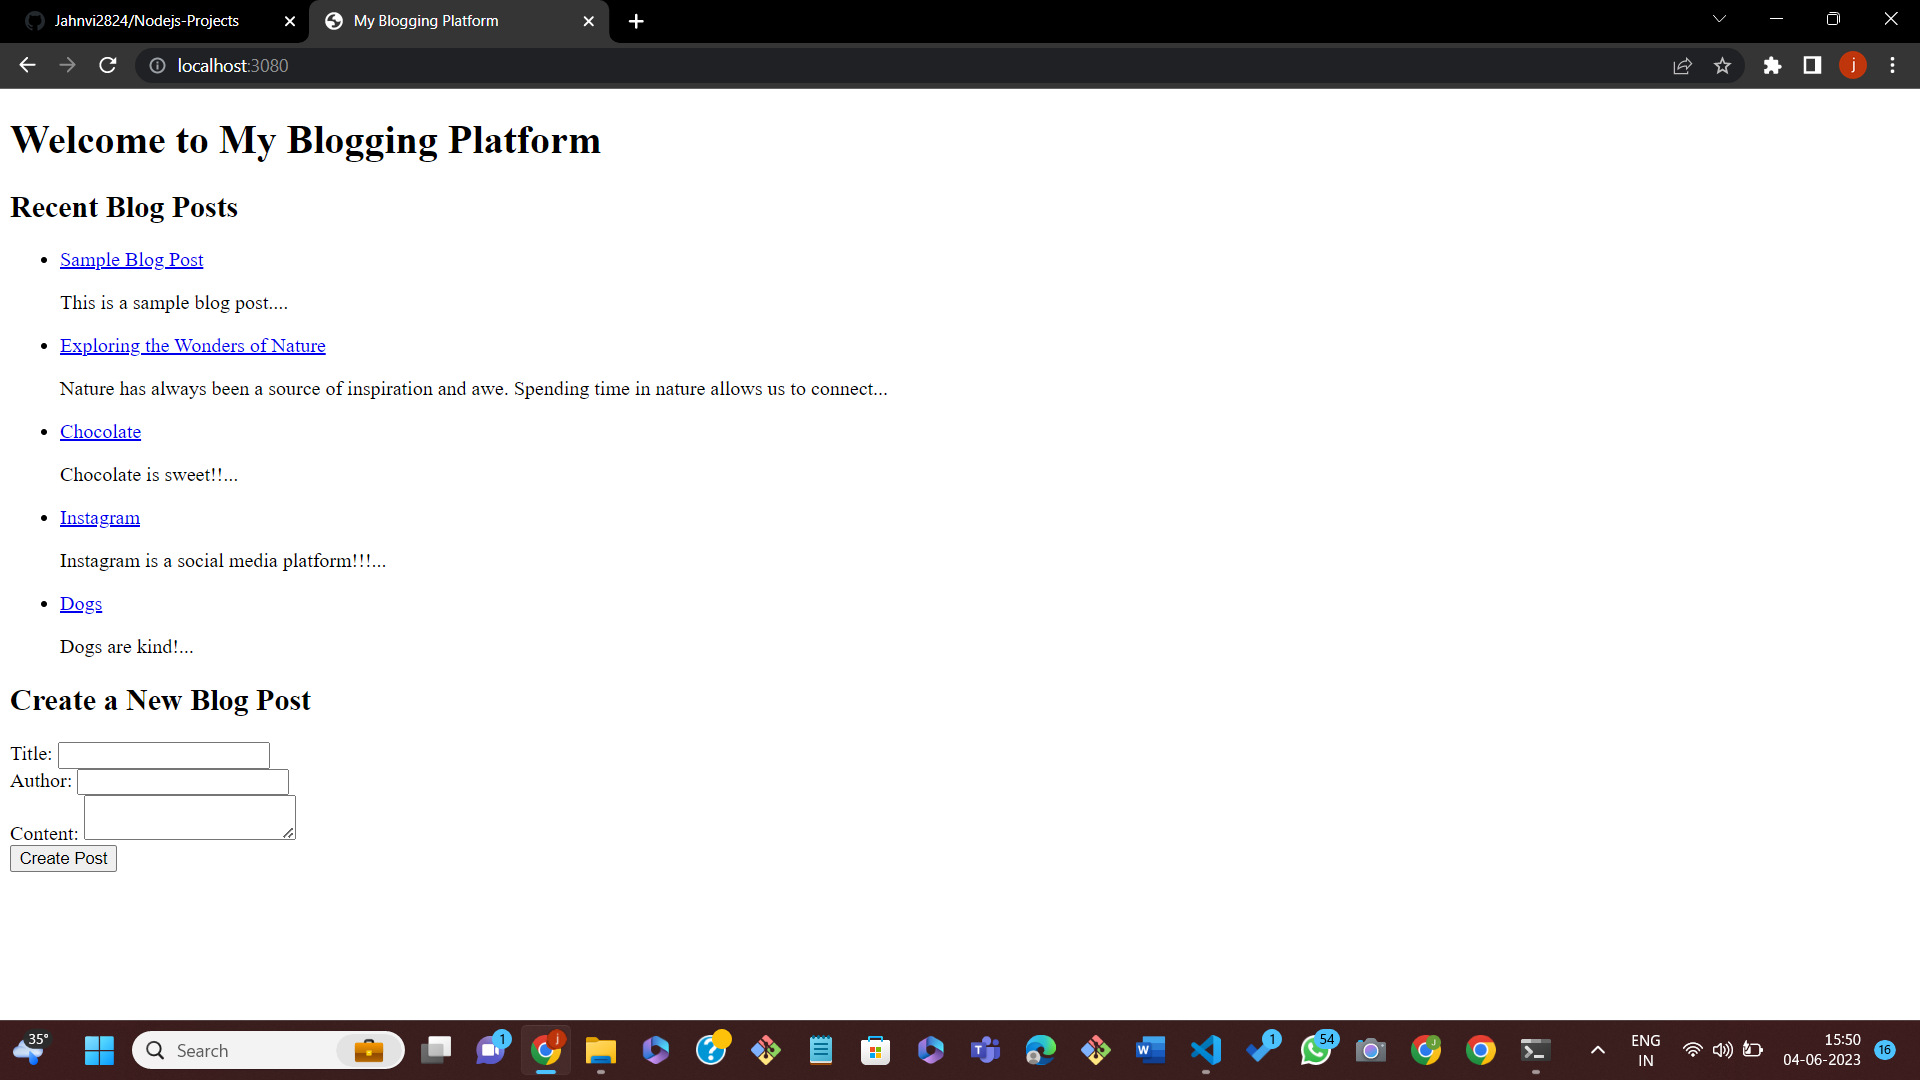 Jahnvi2824/Nodejs-Projects
My Blogging Platform
localhost:3080
j
Welcome to My Blogging Platform
Recent Blog Posts
Sample Blog Post
This is a sample blog post....
Exploring the Wonders of Nature
Nature has always been a source of inspiration and awe. Spending time in nature allows us to connect...
Chocolate
Chocolate is sweet!!...
Instagram
Instagram is a social media platform!!!...
Dogs
Dogs are kind!...
Create a New Blog Post
Title:
Author:
Content:
Create Post
35°
Search
1
j
1
54
J
ENG
IN
15:50
04-06-2023
16